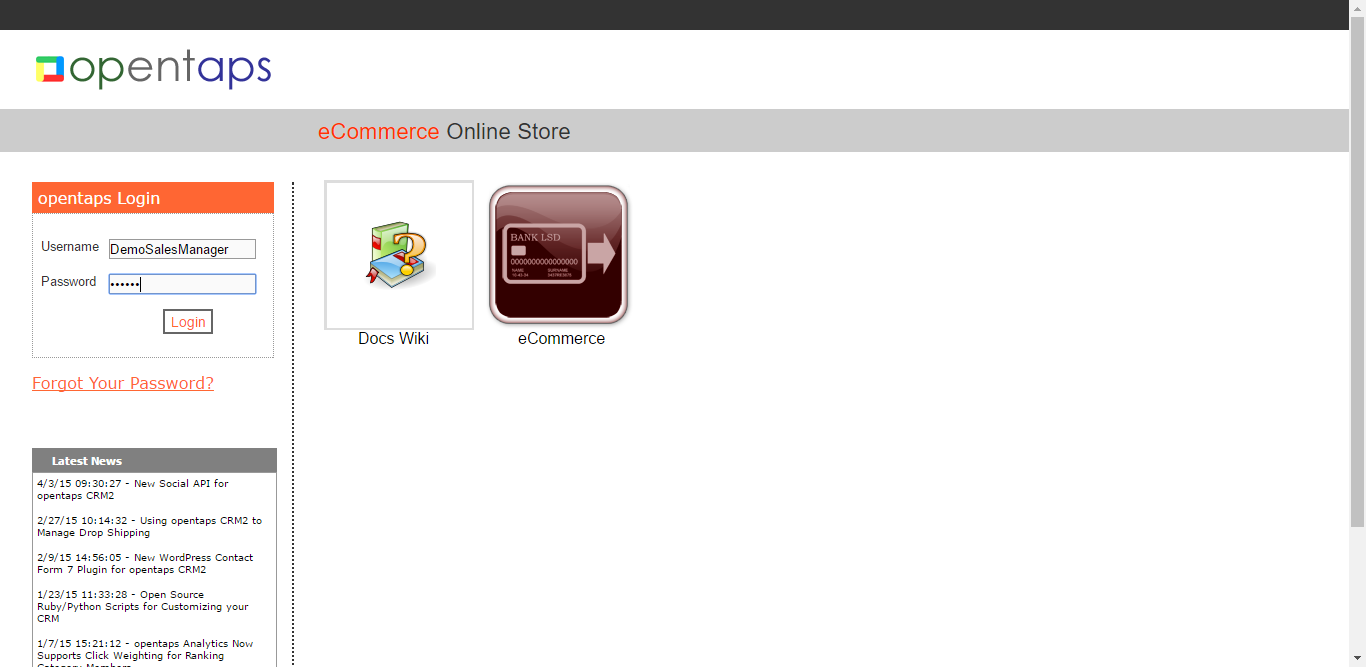 opentaps
eCommerce Online Store
opentaps Login
Username DemoSalesManager
Password ••••••
Login
Forgot Your Password?
BANK LSD
0000000000000000
NAME SURNAME
Docs Wiki
eCommerce
Latest News
4/3/15 09:30:27 - New Social API for
opentaps CRM2
2/27/15 10:14:32 - Using opentaps CRM2 to
Manage Drop Shipping
2/9/15 14:56:05 - New WordPress Contact
Form 7 Plugin for opentaps CRM2
1/23/15 11:33:28 - Open Source
Ruby/Python Scripts for Customizing your
CRM
1/7/15 15:21:12 - opentaps Analytics Now
Supports Click Weighting for Ranking
Category Members